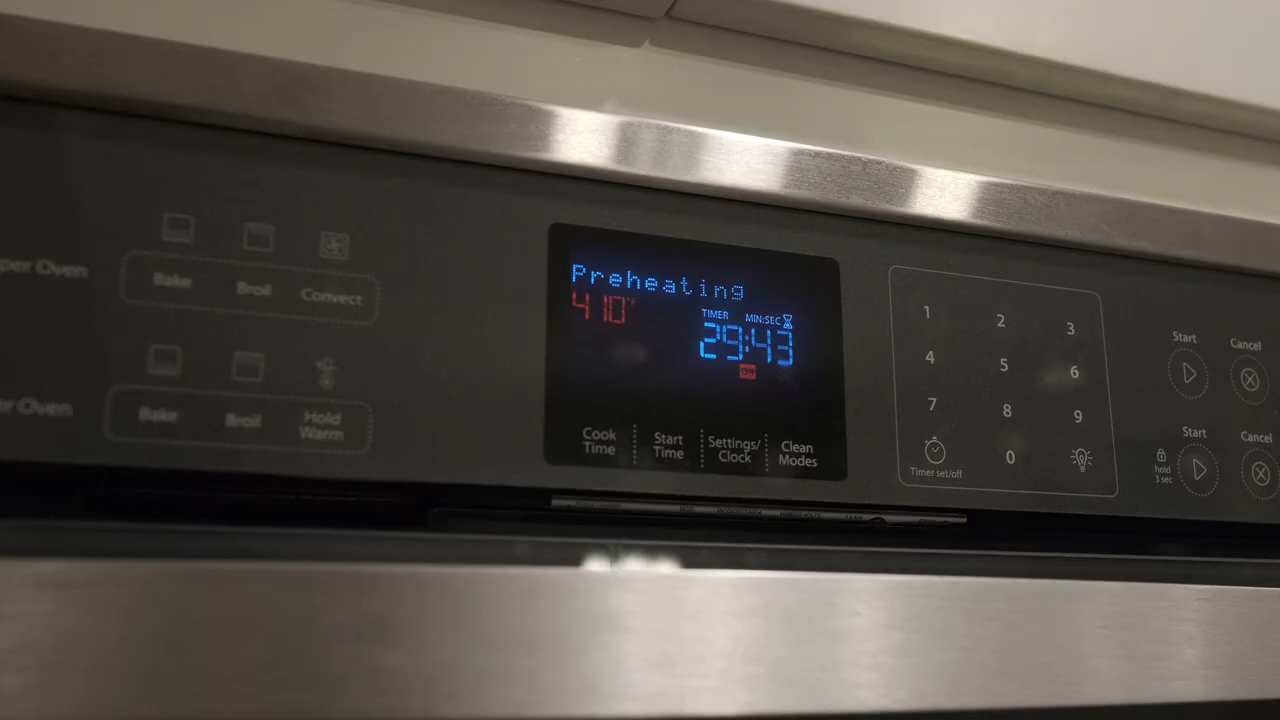 Preheating
410°F
TIMER MIN:SEC
29:43
Off
per Oven
Bake Broil Convect
er Oven
Bake Broil Hold Warm
Cook Time
Start Time
Settings/ Clock
Clean Modes
1 2 3
4 5 6
7 8 9
0
Timer set/off
Start Cancel
Start Cancel
hold
3 sec